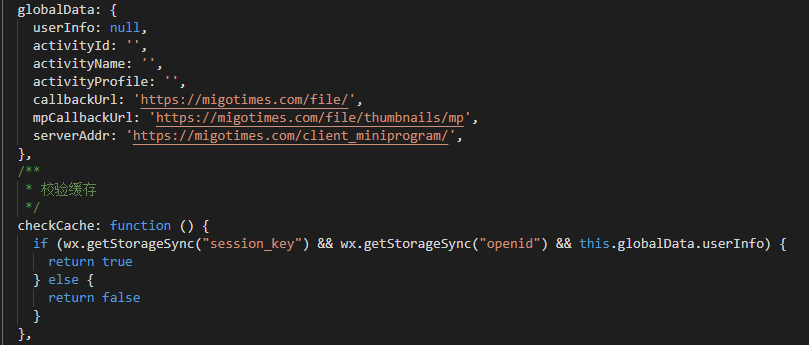 globalData: {
userInfo: null,
activityId: '',
activityName: '',
activityProfile: '',
callbackUrl: 'https://migotimes.com/file/',
mpCallbackUrl: 'https://migotimes.com/file/thumbnails/mp',
serverAddr: 'https://migotimes.com/client_miniprogram/',
},
/**
* 校验缓存
*/
checkCache: function () {
if (wx.getStorageSync("session_key") && wx.getStorageSync("openid") && this.globalData.userInfo) {
return true
} else {
return false
}
},